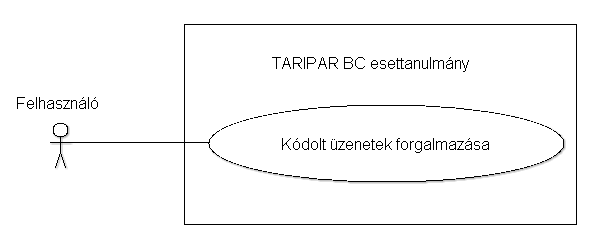 TARIPAR BC esettanulmány
Felhasználó
Kódolt üzenetek forgalmazása